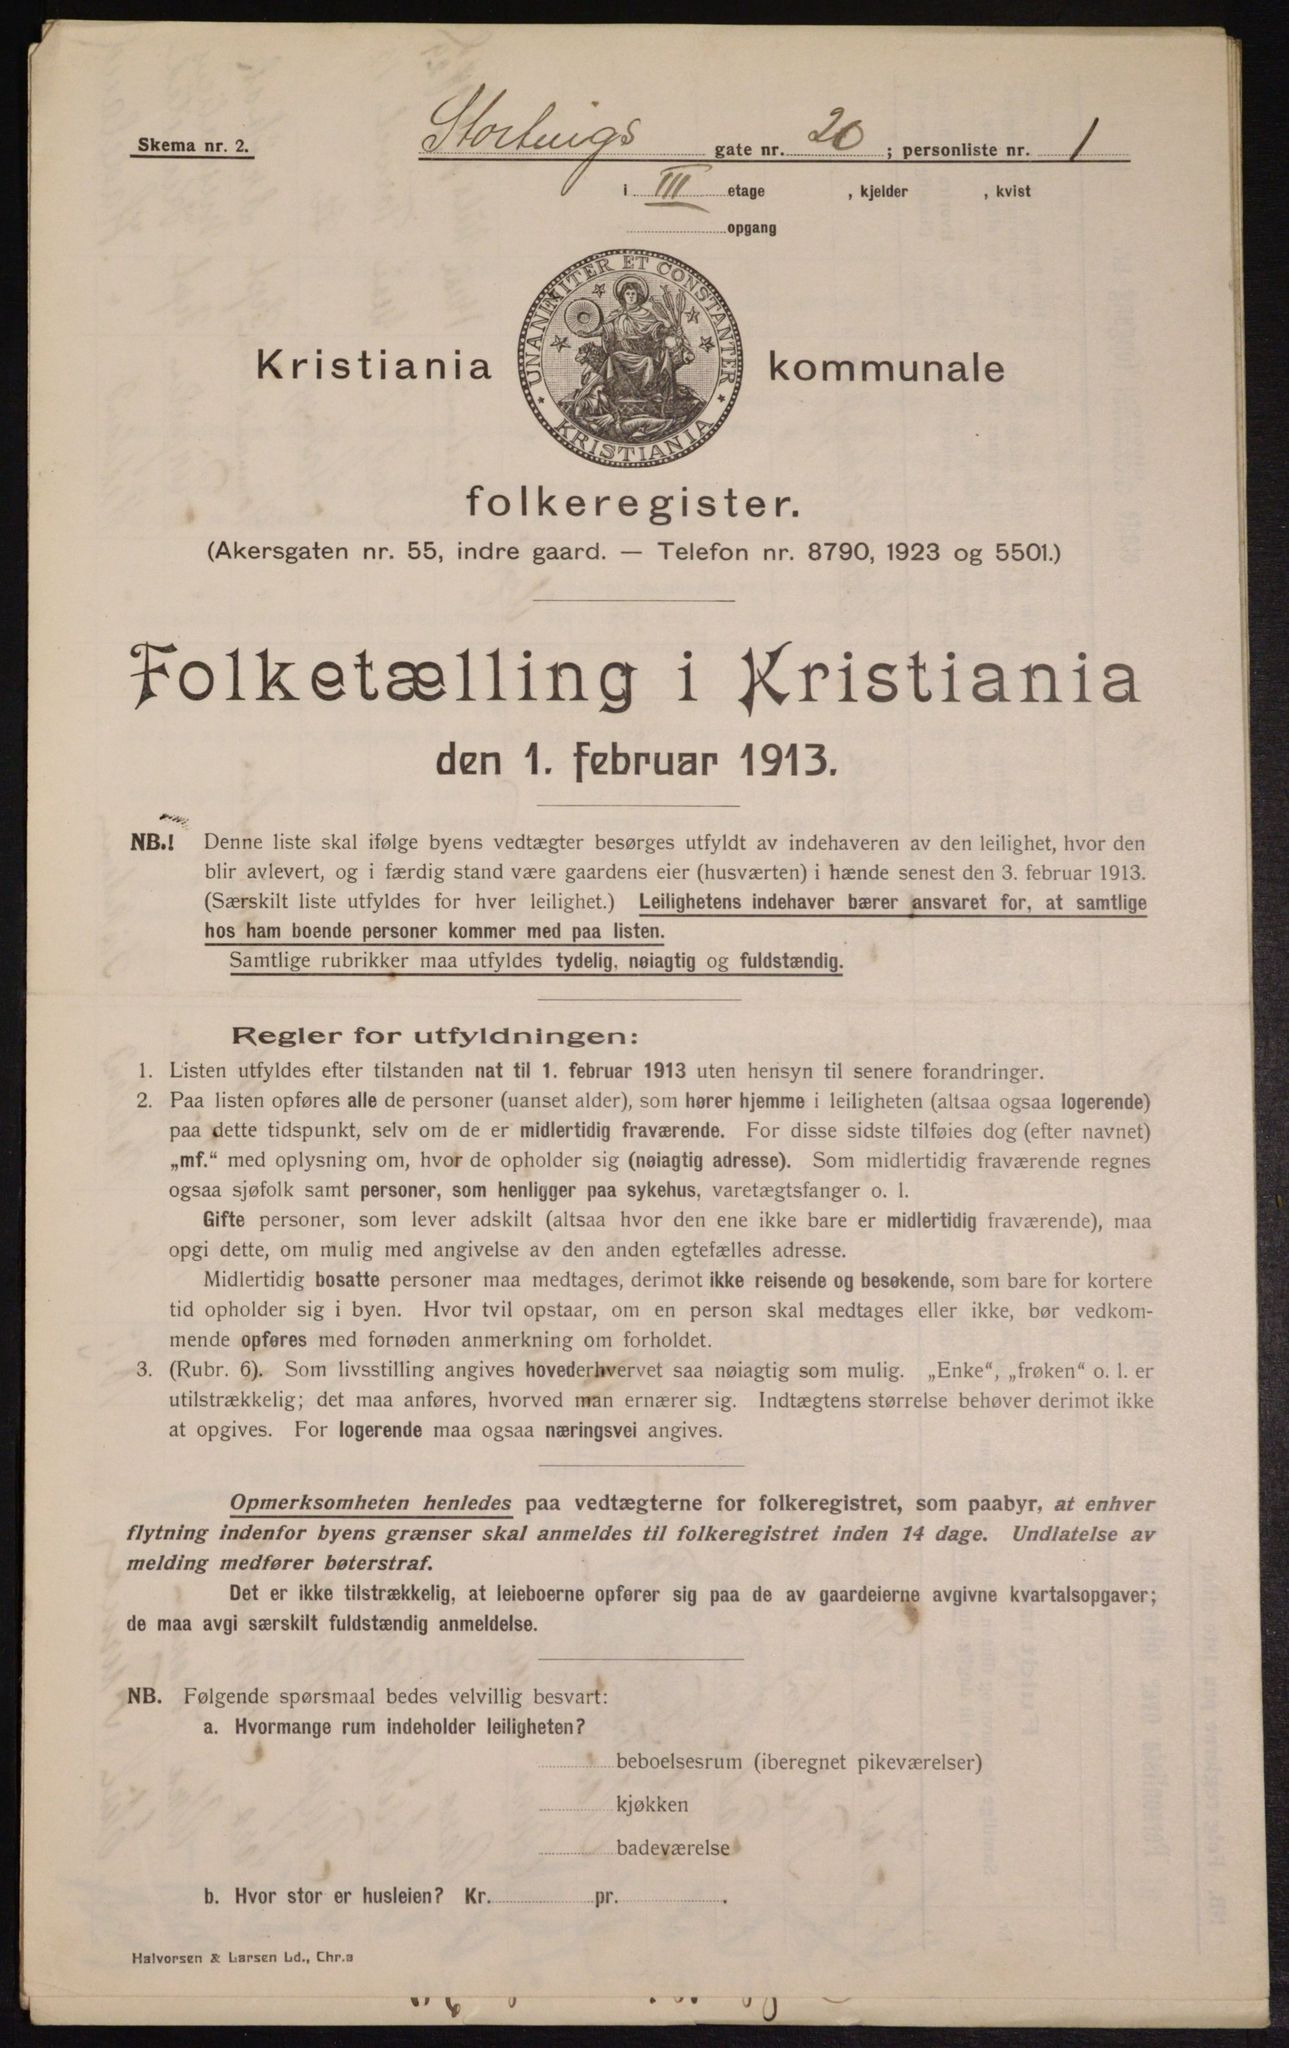 Skema nr. 2. Stortings gate nr. 20; personliste nr. 1
i III etage , kjelder , kvist
opgang
UNANIMITER ET CONSTANTER
* KRISTIANIA *
Kristiania kommunale
folkeregister.
(Akersgaten nr. 55, indre gaard. — Telefon nr. 8790, 1923 og 5501.)
Folketælling i Kristiania
den 1. februar 1913.
NB.! Denne liste skal ifølge byens vedtægter besørges utfyldt av indehaveren av den leilighet, hvor den
blir avlevert, og i færdig stand være gaardens eier (husværten) i hænde senest den 3. februar 1913.
(Særskilt liste utfyldes for hver leilighet.) Leilighetens indehaver bærer ansvaret for, at samtlige
hos ham boende personer kommer med paa listen.
Samtlige rubrikker maa utfyldes tydelig, nøiagtig og fuldstændig.
Regler for utfyldningen:
1. Listen utfyldes efter tilstanden nat til 1. februar 1913 uten hensyn til senere forandringer.
2. Paa listen opføres alle de personer (uanset alder), som hører hjemme i leiligheten (altsaa ogsaa logerende)
paa dette tidspunkt, selv om de er midlertidig fraværende. For disse sidste tilføies dog (efter navnet)
„mf.“ med oplysning om, hvor de opholder sig (nøiagtig adresse). Som midlertidig fraværende regnes
ogsaa sjøfolk samt personer, som henligger paa sykehus, varetægtsfanger o. l.
Gifte personer, som lever adskilt (altsaa hvor den ene ikke bare er midlertidig fraværende), maa
opgi dette, om mulig med angivelse av den anden egtefælles adresse.
Midlertidig bosatte personer maa medtages, derimot ikke reisende og besøkende, som bare for kortere
tid opholder sig i byen. Hvor tvil opstaar, om en person skal medtages eller ikke, bør vedkom-
mende opføres med fornøden anmerkning om forholdet.
3. (Rubr. 6). Som livsstilling angives hovederhvervet saa nøiagtig som mulig. „Enke“, „frøken“ o. l. er
utilstrækkelig; det maa anføres, hvorved man ernærer sig. Indtægtens størrelse behøver derimot ikke
at opgives. For logerende maa ogsaa næringsvei angives.
Opmerksomheten henledes paa vedtægterne for folkeregistret, som paabyr, at enhver
flytning indenfor byens grænser skal anmeldes til folkeregistret inden 14 dage. Undlatelse av
melding medfører bøterstraf.
Det er ikke tilstrækkelig, at leieboerne opfører sig paa de av gaardeierne avgivne kvartalsopgaver;
de maa avgi særskilt fuldstændig anmeldelse.
NB. Følgende spørsmaal bedes velvillig besvart:
a. Hvormange rum indeholder leiligheten?
beboelsesrum (iberegnet pikeværelser)
kjøkken
badeværelse
b. Hvor stor er husleien? Kr. pr. .
Halvorsen & Larsen Ld., Chr.a